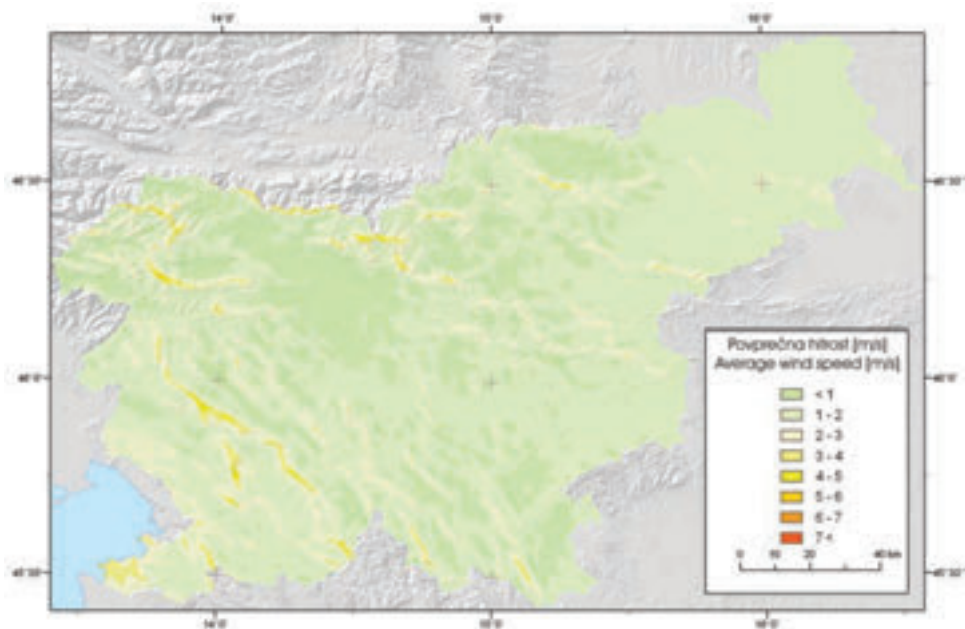 14°0'
15°0'
16°0'
46°30'
46°30'
46°0'
46°0'
45°30'
45°30'
14°0'
15°0'
16°0'
Povprečna hitrost [m/s]
Average wind speed [m/s]
< 1
1 - 2
2 - 3
3 - 4
4 - 5
5 - 6
6 - 7
7 <
0 10 20 40 km